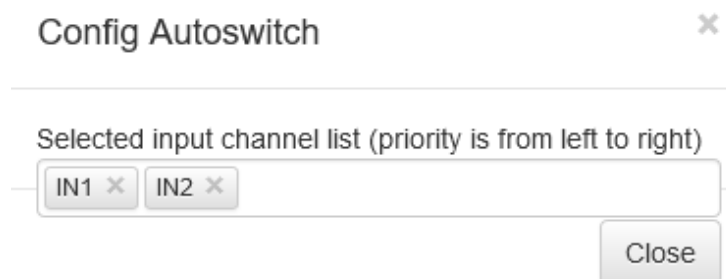 Config Autoswitch ×
Selected input channel list (priority is from left to right)
IN1 × IN2 ×
Close